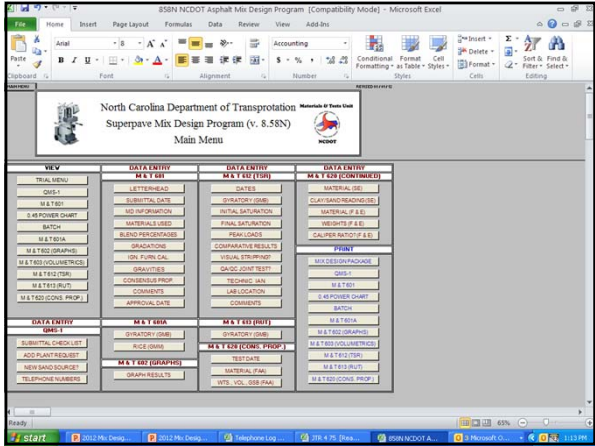 858N NCDOT Asphalt Mix Design Program [Compatibility Mode] - Microsoft Excel
File Home Insert Page Layout Formulas Data Review View Add-Ins
Paste
Arial
8
Accounting
Conditional Formatting
Format as Table
Cell Styles
Insert
Delete
Format
Sort & Filter
Find & Select
Clipboard Font Alignment Number Styles Cells Editing
MAIN MENU
North Carolina Department of Transprotation
Superpave Mix Design Program (v. 8.58N)
Main Menu
Materials & Tests Unit
NCDOT
VIEW
TRIAL MENU
QMS-1
M & T 601
0.45 POWER CHART
BATCH
M & T 601A
M & T 602 (GRAPHS)
M & T 603 (VOLUMETRICS)
M & T 612 (TSR)
M & T 613 (RUT)
M & T 620 (CONS. PROP.)
DATA ENTRY
QMS-1
SUBMITTAL CHECK LIST
ADD PLANT REQUEST
NEW SAND SOURCE?
TELEPHONE NUMBERS
DATA ENTRY
M & T 601
LETTERHEAD
SUBMITTAL DATE
MD INFORMATION
MATERIALS USED
BLEND PERCENTAGES
GRADATIONS
IGN. FURN. CAL.
GRAVITIES
CONSENSUS PROP.
COMMENTS
APPROVAL DATE
M & T 601A
GYRATORY (GMB)
RICE (GMM)
M & T 602 (GRAPHS)
GRAPH RESULTS
DATA ENTRY
M & T 612 (TSR)
DATES
GYRATORY (GMB)
INITIAL SATURATION
FINAL SATURATION
PEAK LOADS
COMPARATIVE RESULTS
VISUAL STRIPPING?
QA/QC JOINT TEST?
TECHNICIAN
LAB LOCATION
COMMENTS
M & T 613 (RUT)
GYRATORY (GMB)
M & T 620 (CONS. PROP.)
TEST DATE
MATERIAL (FAA)
WTS., VOL., GSB (FAA)
DATA ENTRY
M & T 620 (CONTINUED)
MATERIAL (SE)
CLAY/SAND READING (SE)
MATERIAL (F & E)
WEIGHTS (F & E)
CALIPER RATIO? (F & E)
PRINT
MIX DESIGN PACKAGE
QMS-1
M & T 601
0.45 POWER CHART
BATCH
M & T 601A
M & T 602 (GRAPHS)
M & T 603 (VOLUMETRICS)
M & T 612 (TSR)
M & T 613 (RUT)
M & T 620 (CONS. PROP.)
Ready
65%
start
2012 Mix Desig...
2012 Mix Desig...
Telephone Log ...
JTR 4 75 [Rea...
858N NCDOT A...
3 Microsoft O...
1:13 PM